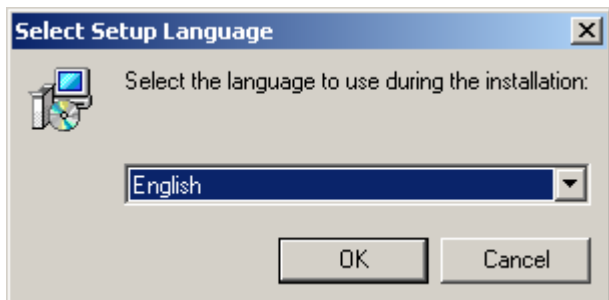 Select Setup Language
Select the language to use during the installation:
English
OK Cancel